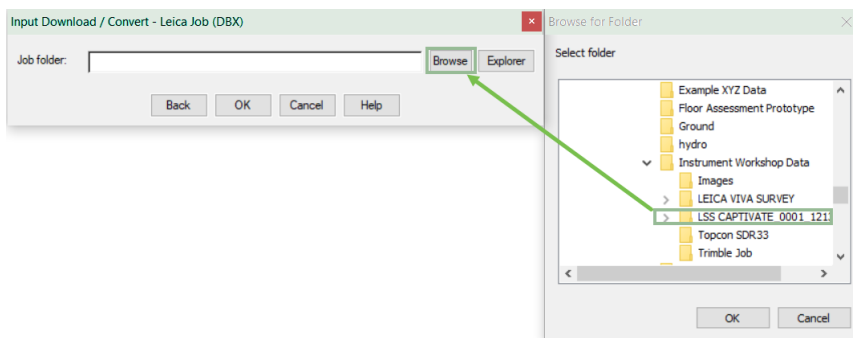 Input Download / Convert - Leica Job (DBX)
Job folder:
Browse
Explorer
Back
OK
Cancel
Help
Browse for Folder
Select folder
Example XYZ Data
Floor Assessment Prototype
Ground
hydro
Instrument Workshop Data
Images
LEICA VIVA SURVEY
LSS CAPTIVATE_0001_121
Topcon SDR33
Trimble Job
OK
Cancel